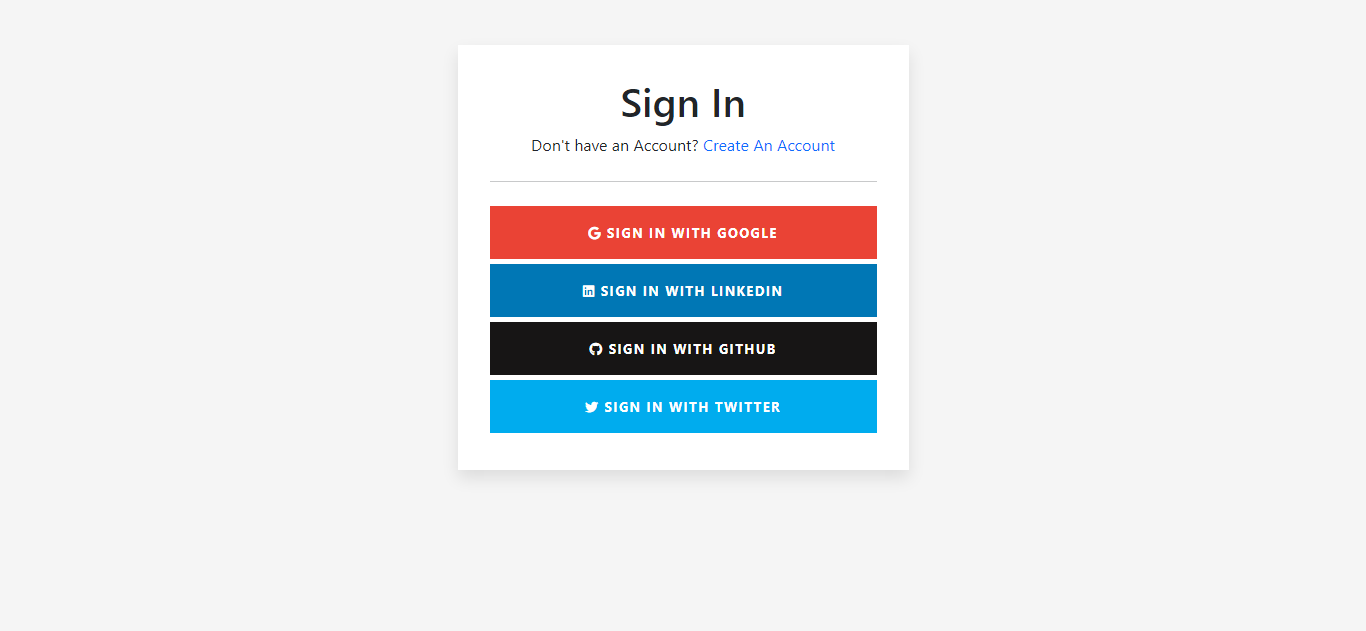 Sign In
Don't have an Account? Create An Account
SIGN IN WITH GOOGLE
SIGN IN WITH LINKEDIN
SIGN IN WITH GITHUB
SIGN IN WITH TWITTER